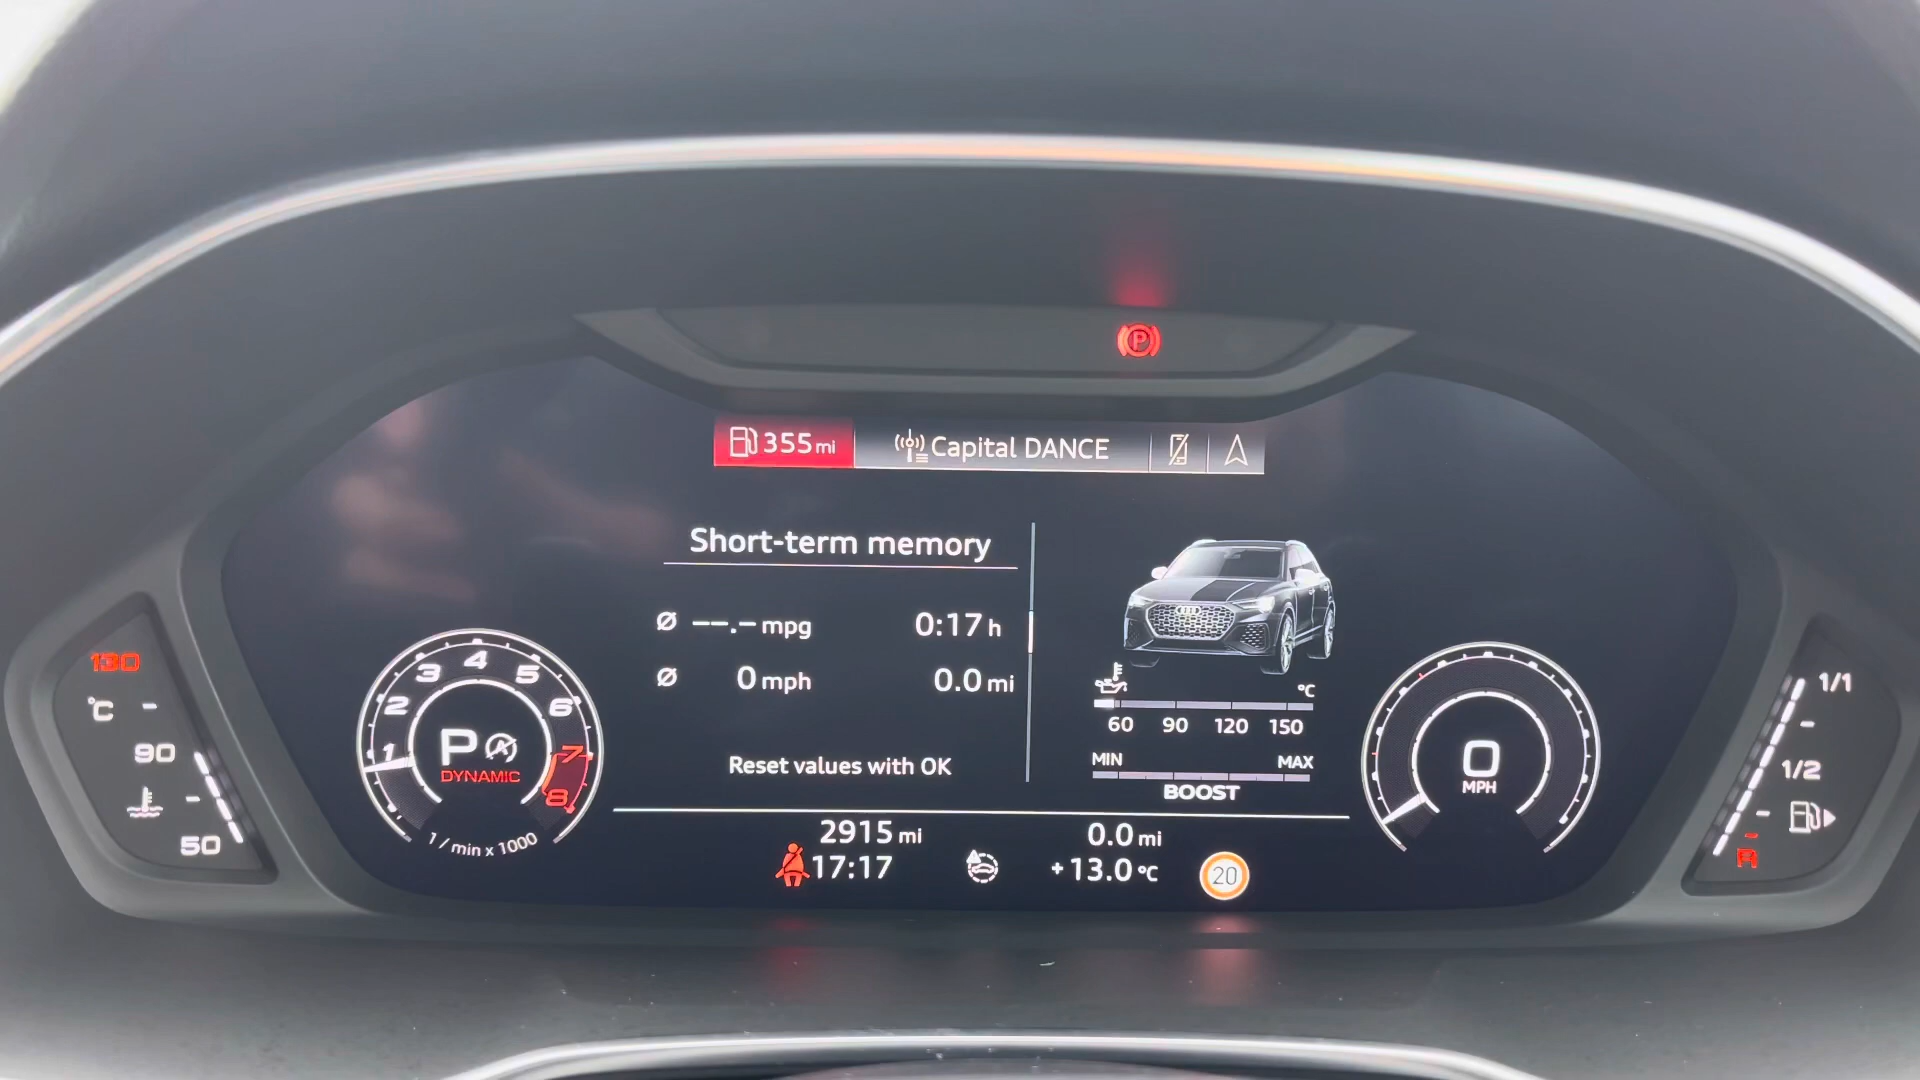 P
355 mi Capital DANCE
Short-term memory
Ø --.- mpg 0:17 h
Ø 0 mph 0.0 mi
Reset values with OK
°C
60 90 120 150
MIN MAX
BOOST
130
°C
90
50
1 2 3 4 5 6 7 8
P A
DYNAMIC
1 / min x 1000
0
MPH
1/1
1/2
R
2915 mi 0.0 mi
17:17 +13.0 °C 20